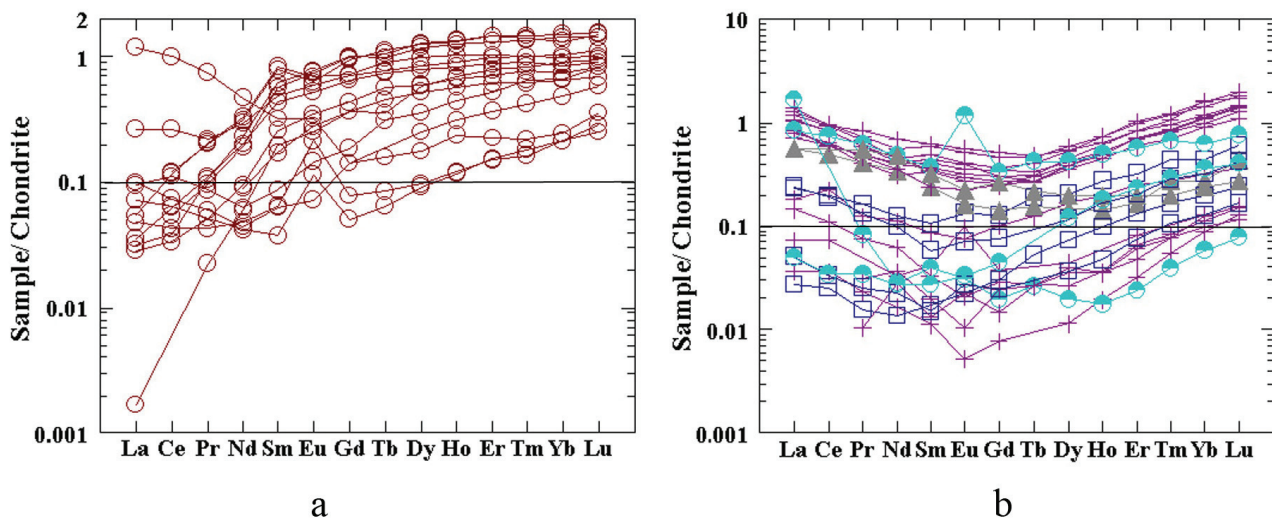 2
1
0.1
0.01
0.001
Sample/Chondrite
La Ce Pr Nd Sm Eu Gd Tb Dy Ho Er Tm Yb Lu
a
10
1
0.1
0.01
0.001
Sample/Chondrite
La Ce Pr Nd Sm Eu Gd Tb Dy Ho Er Tm Yb Lu
b